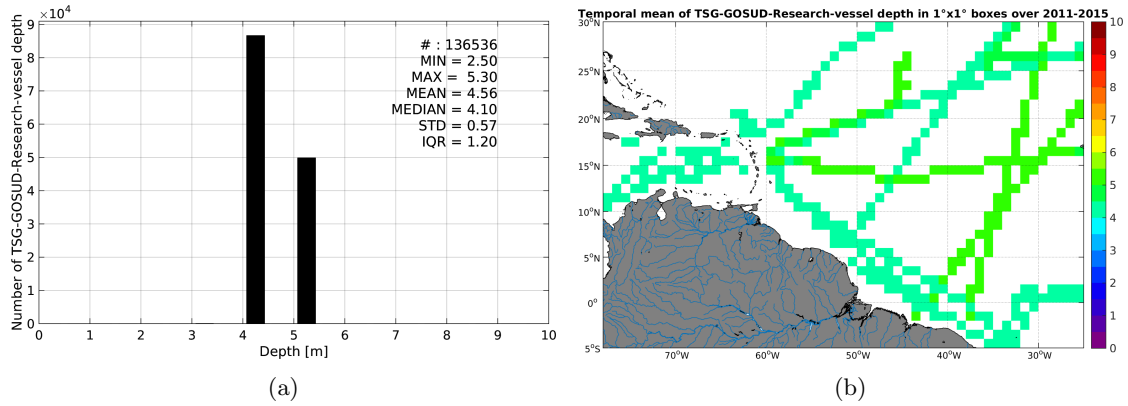 ×10⁴
Number of TSG-GOSUD-Research-vessel depth
9
8
7
6
5
4
3
2
1
0
# : 136536
MIN = 2.50
MAX = 5.30
MEAN = 4.56
MEDIAN = 4.10
STD = 0.57
IQR = 1.20
0 1 2 3 4 5 6 7 8 9 10
Depth [m]
(a)
Temporal mean of TSG-GOSUD-Research-vessel depth in 1°x1° boxes over 2011-2015
30°N
25°N
20°N
15°N
10°N
5°N
0°
5°S
70°W 60°W 50°W 40°W 30°W
10
9
8
7
6
5
4
3
2
1
0
(b)